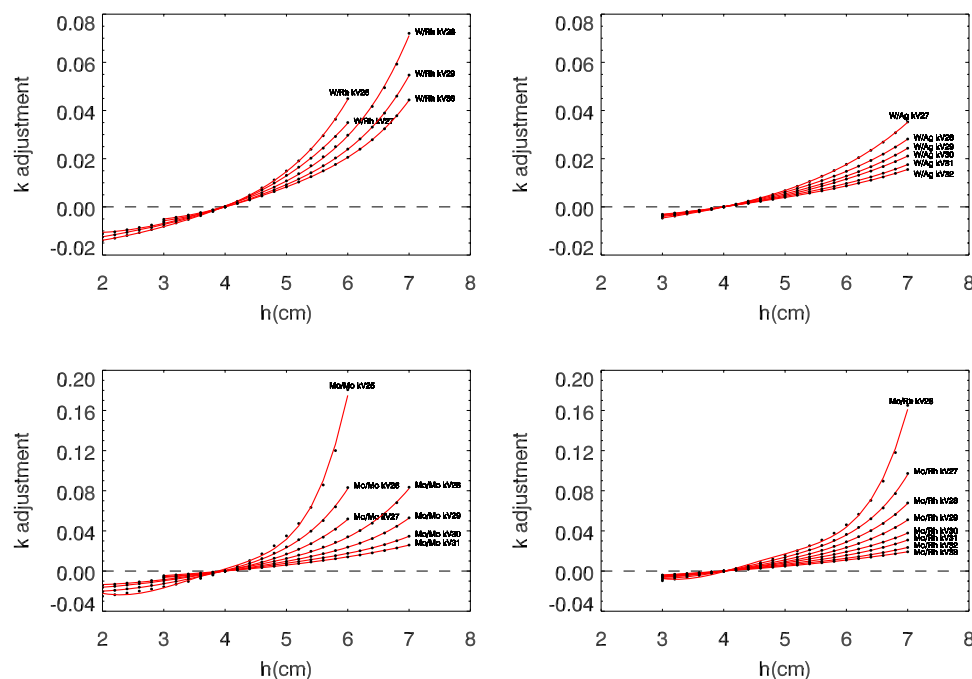 0.08
0.06
0.04
0.02
0.00
-0.02
k adjustment
2 3 4 5 6 7 8
h(cm)
W/Rh kV26
W/Rh kV27
W/Rh kV28
W/Rh kV29
W/Rh
0.08
0.06
0.04
0.02
0.00
-0.02
k adjustment
2 3 4 5 6 7 8
h(cm)
W/Ag kV27
W/Ag kV28
W/Ag kV29
W/Ag kV30
W/Ag kV31
W/Ag kV32
0.20
0.16
0.12
0.08
0.04
0.00
-0.04
k adjustment
2 3 4 5 6 7 8
h(cm)
Mo/Mo kV25
Mo/Mo kV26
Mo/Mo kV27
Mo/Mo kV28
Mo/Mo kV29
Mo/Mo kV30
Mo/Mo kV31
0.20
0.16
0.12
0.08
0.04
0.00
-0.04
k adjustment
2 3 4 5 6 7 8
h(cm)
Mo/Rh kV26
Mo/Rh kV27
Mo/Rh kV28
Mo/Rh kV29
Mo/Rh kV30
Mo/Rh kV31
Mo/Rh kV32
Mo/Rh kV33